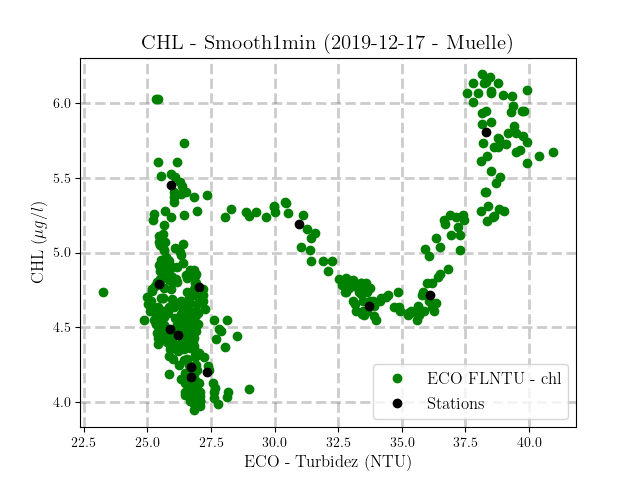 CHL - Smooth1min (2019-12-17 - Muelle)
6.0
5.5
5.0
4.5
4.0
CHL (μg/l)
22.5 25.0 27.5 30.0 32.5 35.0 37.5 40.0
ECO - Turbidez (NTU)
ECO FLNTU - chl
Stations